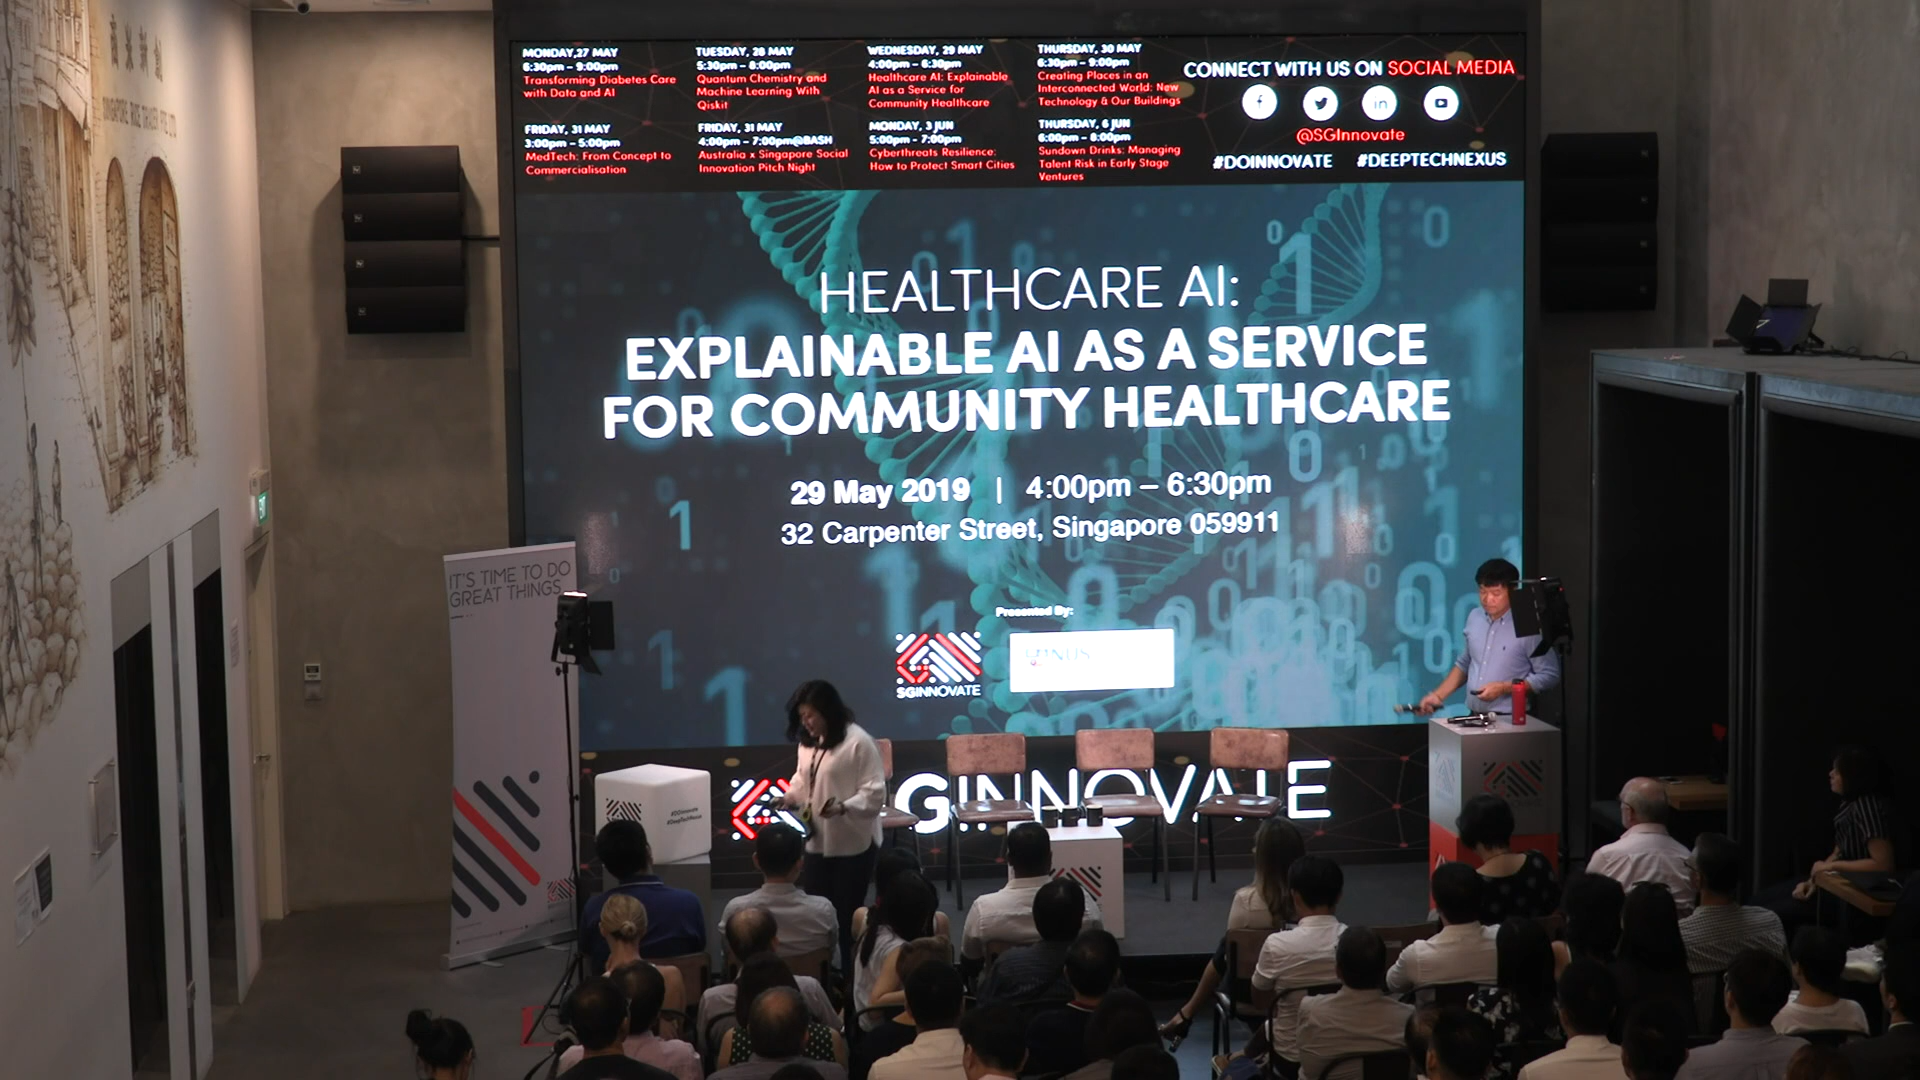 MONDAY,27 MAY
6:30pm - 9:00pm
Transforming Diabetes Care
with Data and AI
TUESDAY, 28 MAY
5:30pm - 8:00pm
Quantum Chemistry and
Machine Learning With
Qiskit
WEDNESDAY, 29 MAY
4:00pm - 6:30pm
Healthcare AI: Explainable
AI as a Service for
Community Healthcare
THURSDAY, 30 MAY
6:30pm - 9:00pm
Creating Places in an
Interconnected World: New
Technology & Our Buildings
FRIDAY, 31 MAY
3:00pm - 5:00pm
MedTech: From Concept to
Commercialisation
FRIDAY, 31 MAY
4:00pm - 7:00pm@BASH
Australia x Singapore Social
Innovation Pitch Night
MONDAY, 3 JUN
5:00pm - 7:00pm
Cyberthreats Resilience:
How to Protect Smart Cities
THURSDAY, 6 JUN
6:00pm - 8:00pm
Sundown Drinks: Managing
Talent Risk in Early Stage
Ventures
CONNECT WITH US ON SOCIAL MEDIA
@SGInnovate
#DOINNOVATE #DEEPTECHNEXUS
HEALTHCARE AI:
EXPLAINABLE AI AS A SERVICE
FOR COMMUNITY HEALTHCARE
29 May 2019 | 4:00pm – 6:30pm
32 Carpenter Street, Singapore 059911
Presented By:
SGINNOVATE
NUS
IT'S TIME TO DO
GREAT THINGS
SGINNOVATE